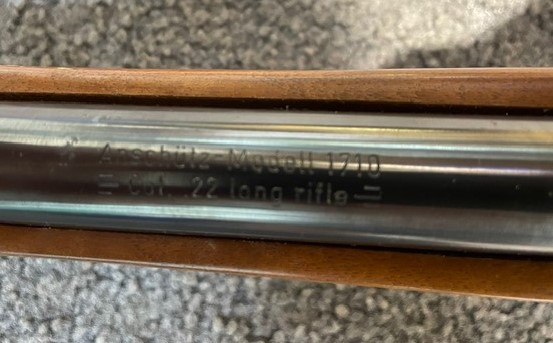 Anschütz-Modell 1710
= Cal. .22 long rifle =